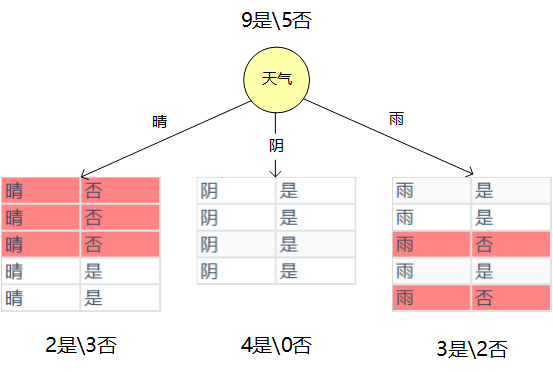 9是\5否
天气
晴
阴
雨
晴 否
晴 否
晴 否
晴 是
晴 是
阴 是
阴 是
阴 是
阴 是
雨 是
雨 是
雨 否
雨 是
雨 否
2是\3否
4是\0否
3是\2否